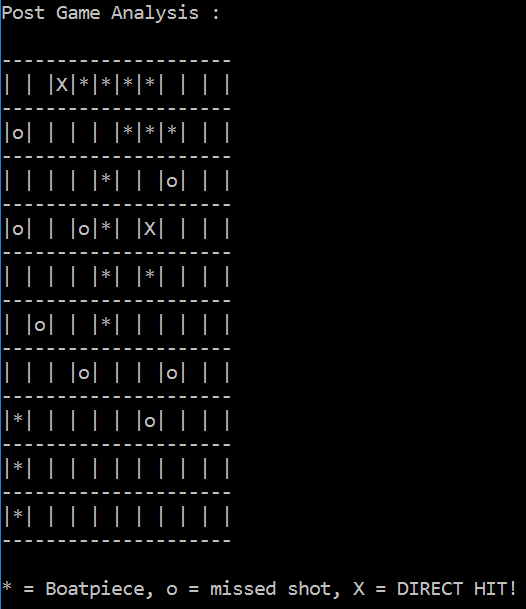 Post Game Analysis :
---------------------
| | |X|*|*|*|*| | | |
---------------------
|o| | | | |*|*|*| | |
---------------------
| | | | |*| | |o| | |
---------------------
|o| | |o|*| |X| | | |
---------------------
| | | | |*| |*| | | |
---------------------
| |o| | |*| | | | | |
---------------------
| | | |o| | | |o| | |
---------------------
|*| | | | | |o| | | |
---------------------
|*| | | | | | | | | |
---------------------
|*| | | | | | | | | |
---------------------
* = Boatpiece, o = missed shot, X = DIRECT HIT!